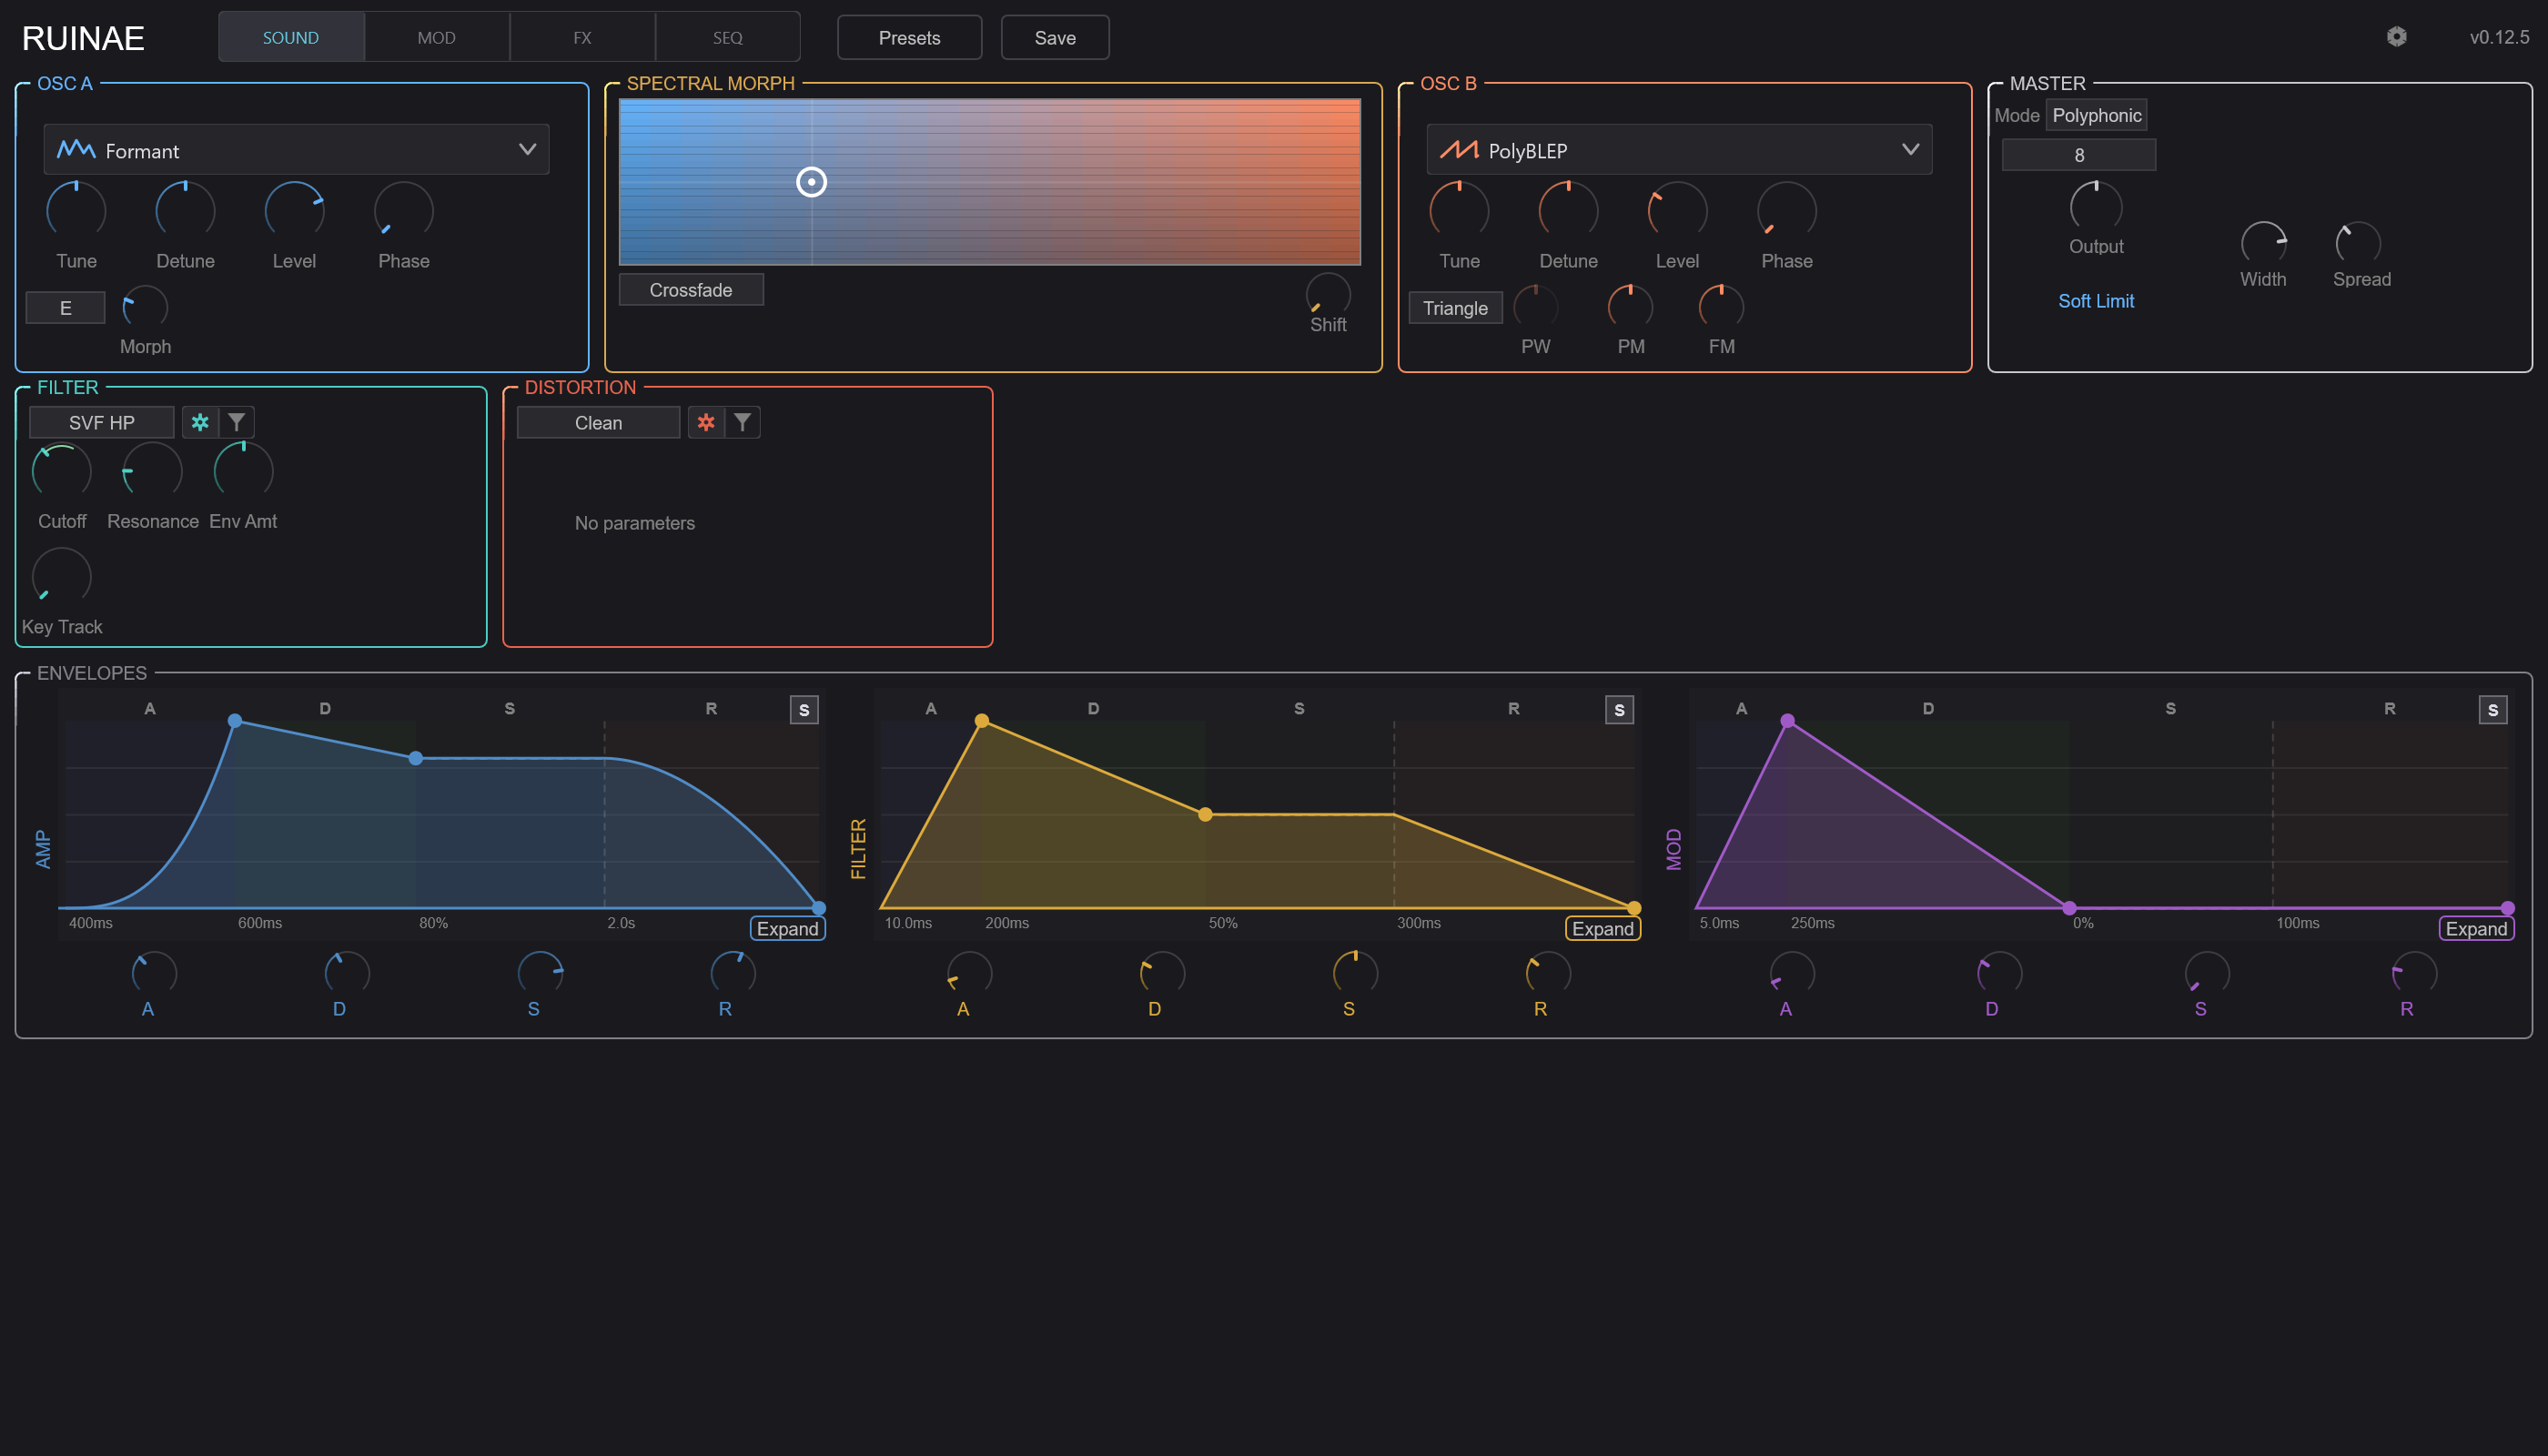 RUINAE
SOUND MOD FX SEQ Presets Save v0.12.5
OSC A
Formant
Tune Detune Level Phase
E
Morph
SPECTRAL MORPH
Crossfade
Shift
OSC B
PolyBLEP
Tune Detune Level Phase
Triangle
PW PM FM
MASTER
Mode Polyphonic
8
Output
Width Spread
Soft Limit
FILTER
SVF HP
Cutoff Resonance Env Amt
Key Track
DISTORTION
Clean
No parameters
ENVELOPES
A D S R S
AMP
400ms 600ms 80% 2.0s
Expand
A D S R
A D S R S
FILTER
10.0ms 200ms 50% 300ms
Expand
A D S R
A D S R S
MOD
5.0ms 250ms 0% 100ms
Expand
A D S R